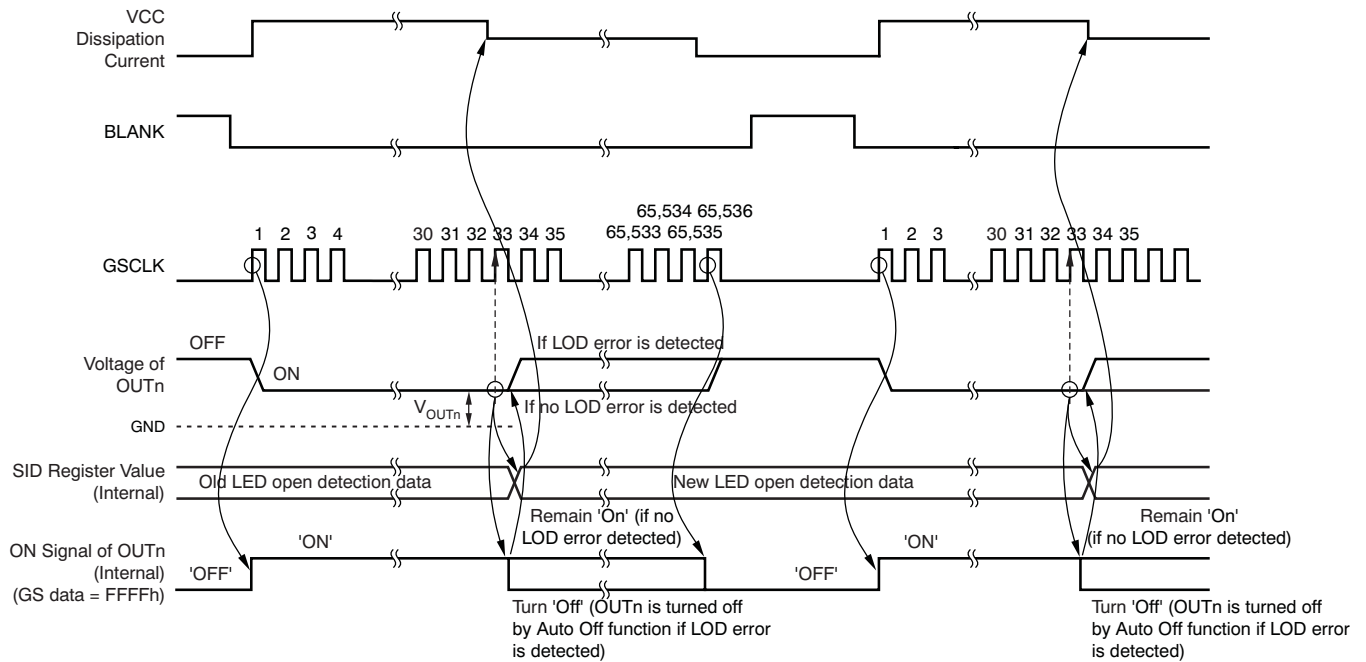 VCC
Dissipation
Current
BLANK
65,534 65,536
1 2 3 4 30 31 32 33 34 35 65,533 65,535 1 2 3 30 31 32 33 34 35
GSCLK
OFF
If LOD error is detected
Voltage of
OUTn
ON
VOUTn
If no LOD error is detected
GND
SID Register Value
(Internal)
Old LED open detection data
New LED open detection data
Remain 'On' (if no
LOD error detected)
Remain 'On'
(if no LOD error detected)
ON Signal of OUTn
(Internal)
(GS data = FFFFh)
'OFF'
'ON'
'OFF'
'ON'
Turn 'Off' (OUTn is turned off
by Auto Off function if LOD error
is detected)
Turn 'Off' (OUTn is turned off
by Auto Off function if LOD error
is detected)